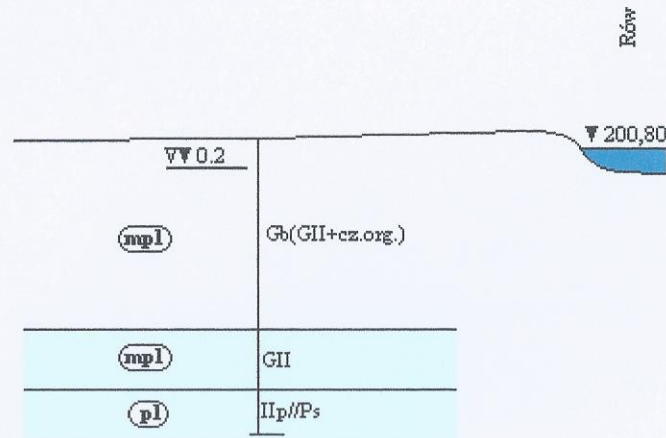 Rów
▼ 200,80
▽▼ 0.2
mpl
Gb(GII+cz.org.)
mpl
GII
pl
IIp//Ps